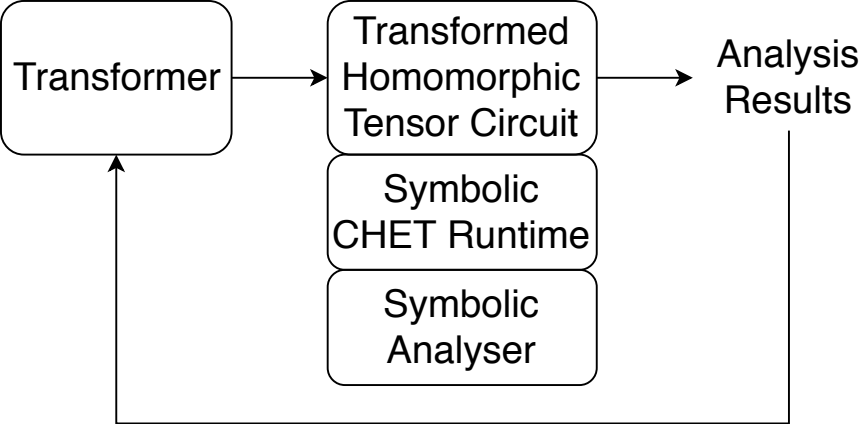 Transformer
Transformed
Homomorphic
Tensor Circuit
Analysis
Results
Symbolic
CHET Runtime
Symbolic
Analyser